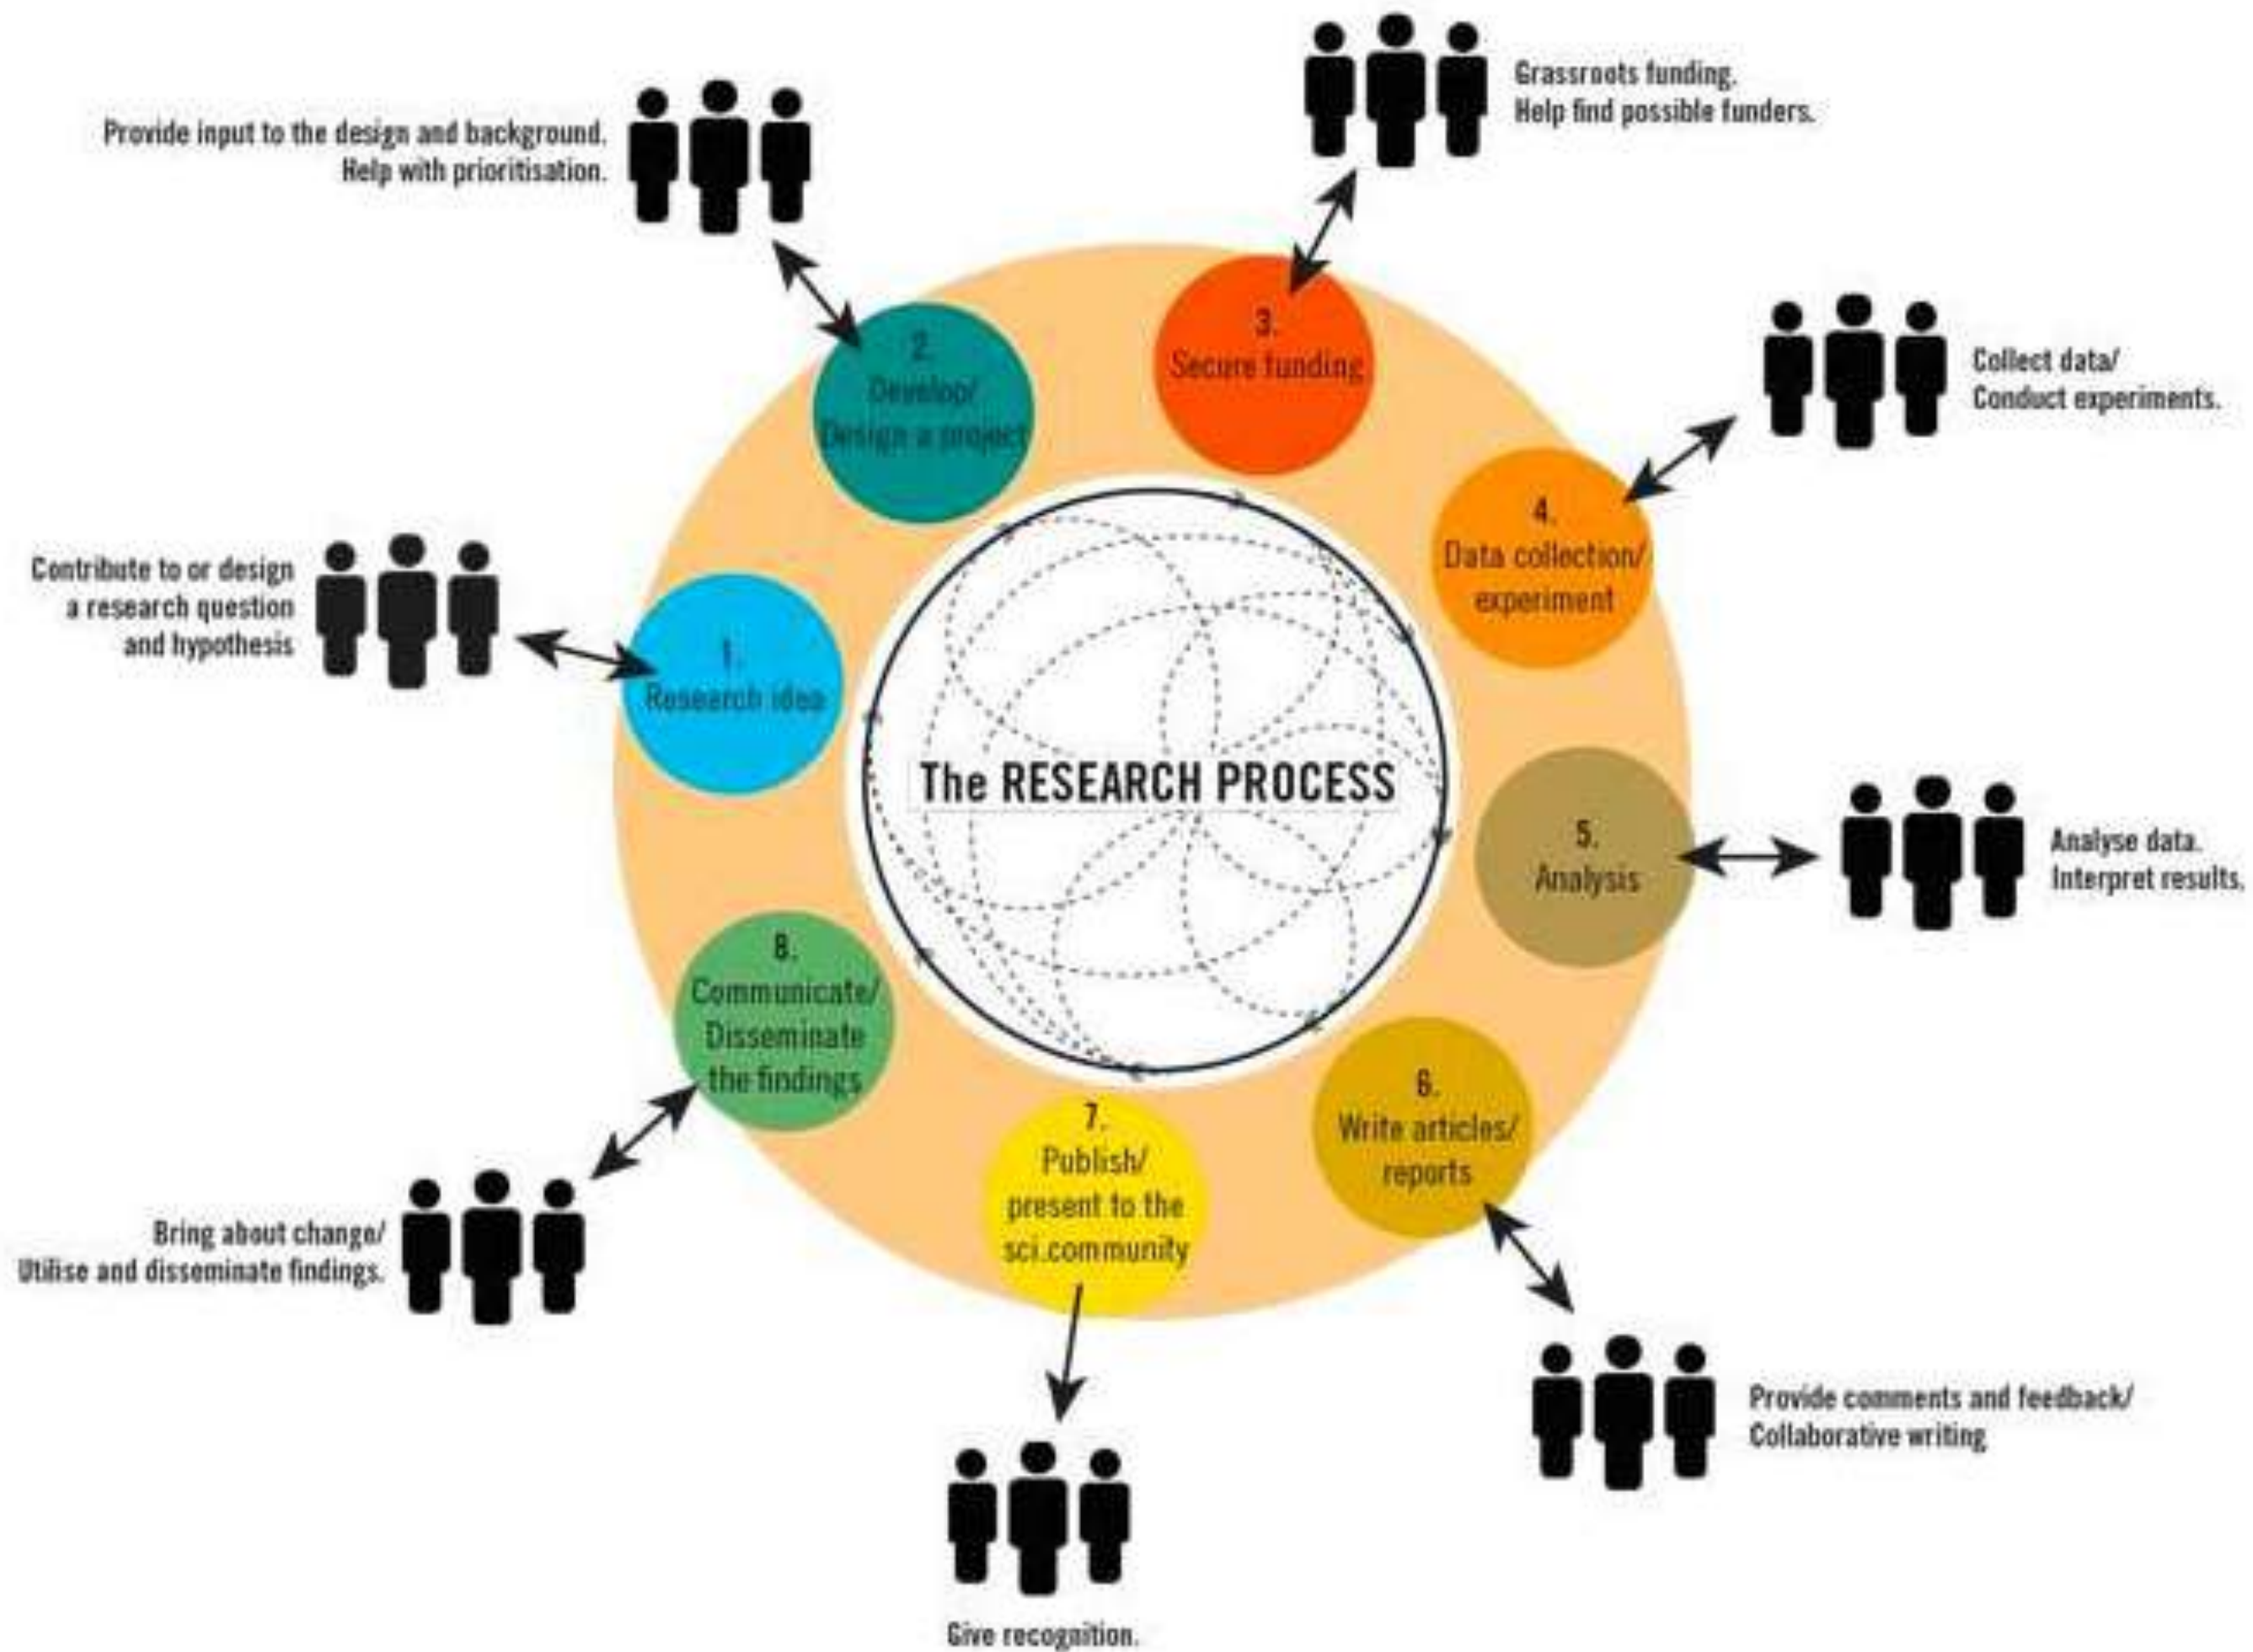 Grassroots funding.
Help find possible funders.
Provide input to the design and background.
Help with prioritisation.
3.
Secure funding
2.
Develop/
Design a project
Collect data/
Conduct experiments.
4.
Data collection/
experiment
Contribute to or design
a research question
and hypothesis
1.
Research idea
The RESEARCH PROCESS
5.
Analysis
Analyse data.
Interpret results.
8.
Communicate/
Disseminate
the findings
6.
Write articles/
reports
7.
Publish/
present to the
sci.community
Bring about change/
Utilise and disseminate findings.
Provide comments and feedback/
Collaborative writing
Give recognition.